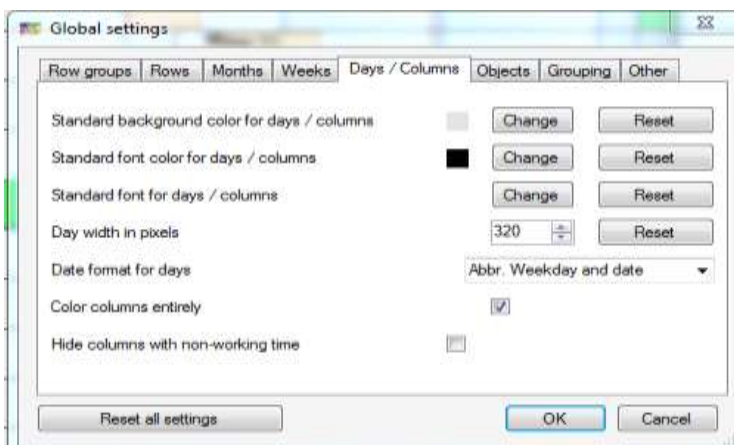 Global settings
Row groups Rows Months Weeks Days / Columns Objects Grouping Other
Standard background color for days / columns Change Reset
Standard font color for days / columns Change Reset
Standard font for days / columns Change Reset
Day width in pixels 320 Reset
Date format for days Abbr. Weekday and date
Color columns entirely
Hide columns with non-working time
Reset all settings OK Cancel